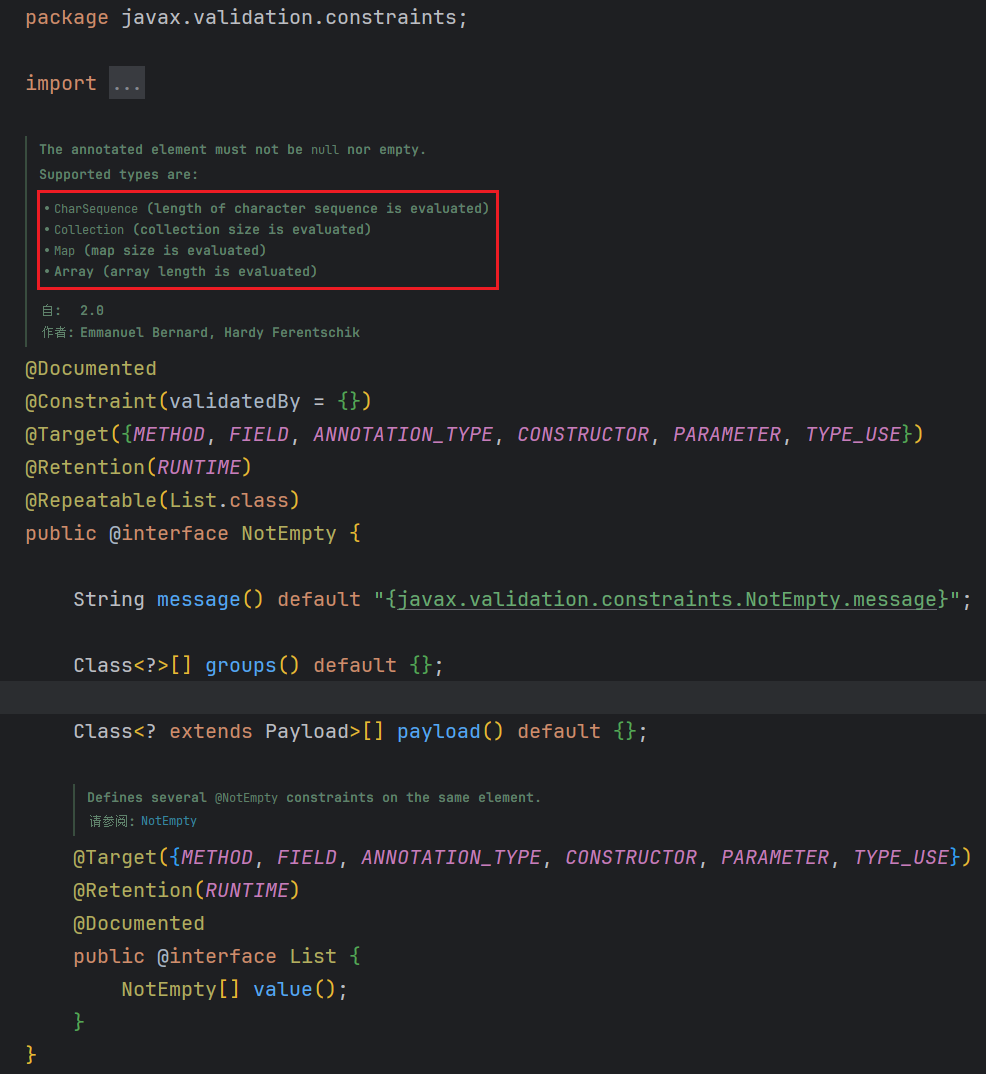 package javax.validation.constraints;
import ...
The annotated element must not be null nor empty.
Supported types are:
• CharSequence (length of character sequence is evaluated)
• Collection (collection size is evaluated)
• Map (map size is evaluated)
• Array (array length is evaluated)
自: 2.0
作者: Emmanuel Bernard, Hardy Ferentschik
@Documented
@Constraint(validatedBy = {})
@Target({METHOD, FIELD, ANNOTATION_TYPE, CONSTRUCTOR, PARAMETER, TYPE_USE})
@Retention(RUNTIME)
@Repeatable(List.class)
public @interface NotEmpty {
    String message() default "{javax.validation.constraints.NotEmpty.message}";
    Class<?>[] groups() default {};
    Class<? extends Payload>[] payload() default {};
    Defines several @NotEmpty constraints on the same element.
    请参阅: NotEmpty
    @Target({METHOD, FIELD, ANNOTATION_TYPE, CONSTRUCTOR, PARAMETER, TYPE_USE})
    @Retention(RUNTIME)
    @Documented
    public @interface List {
        NotEmpty[] value();
    }
}